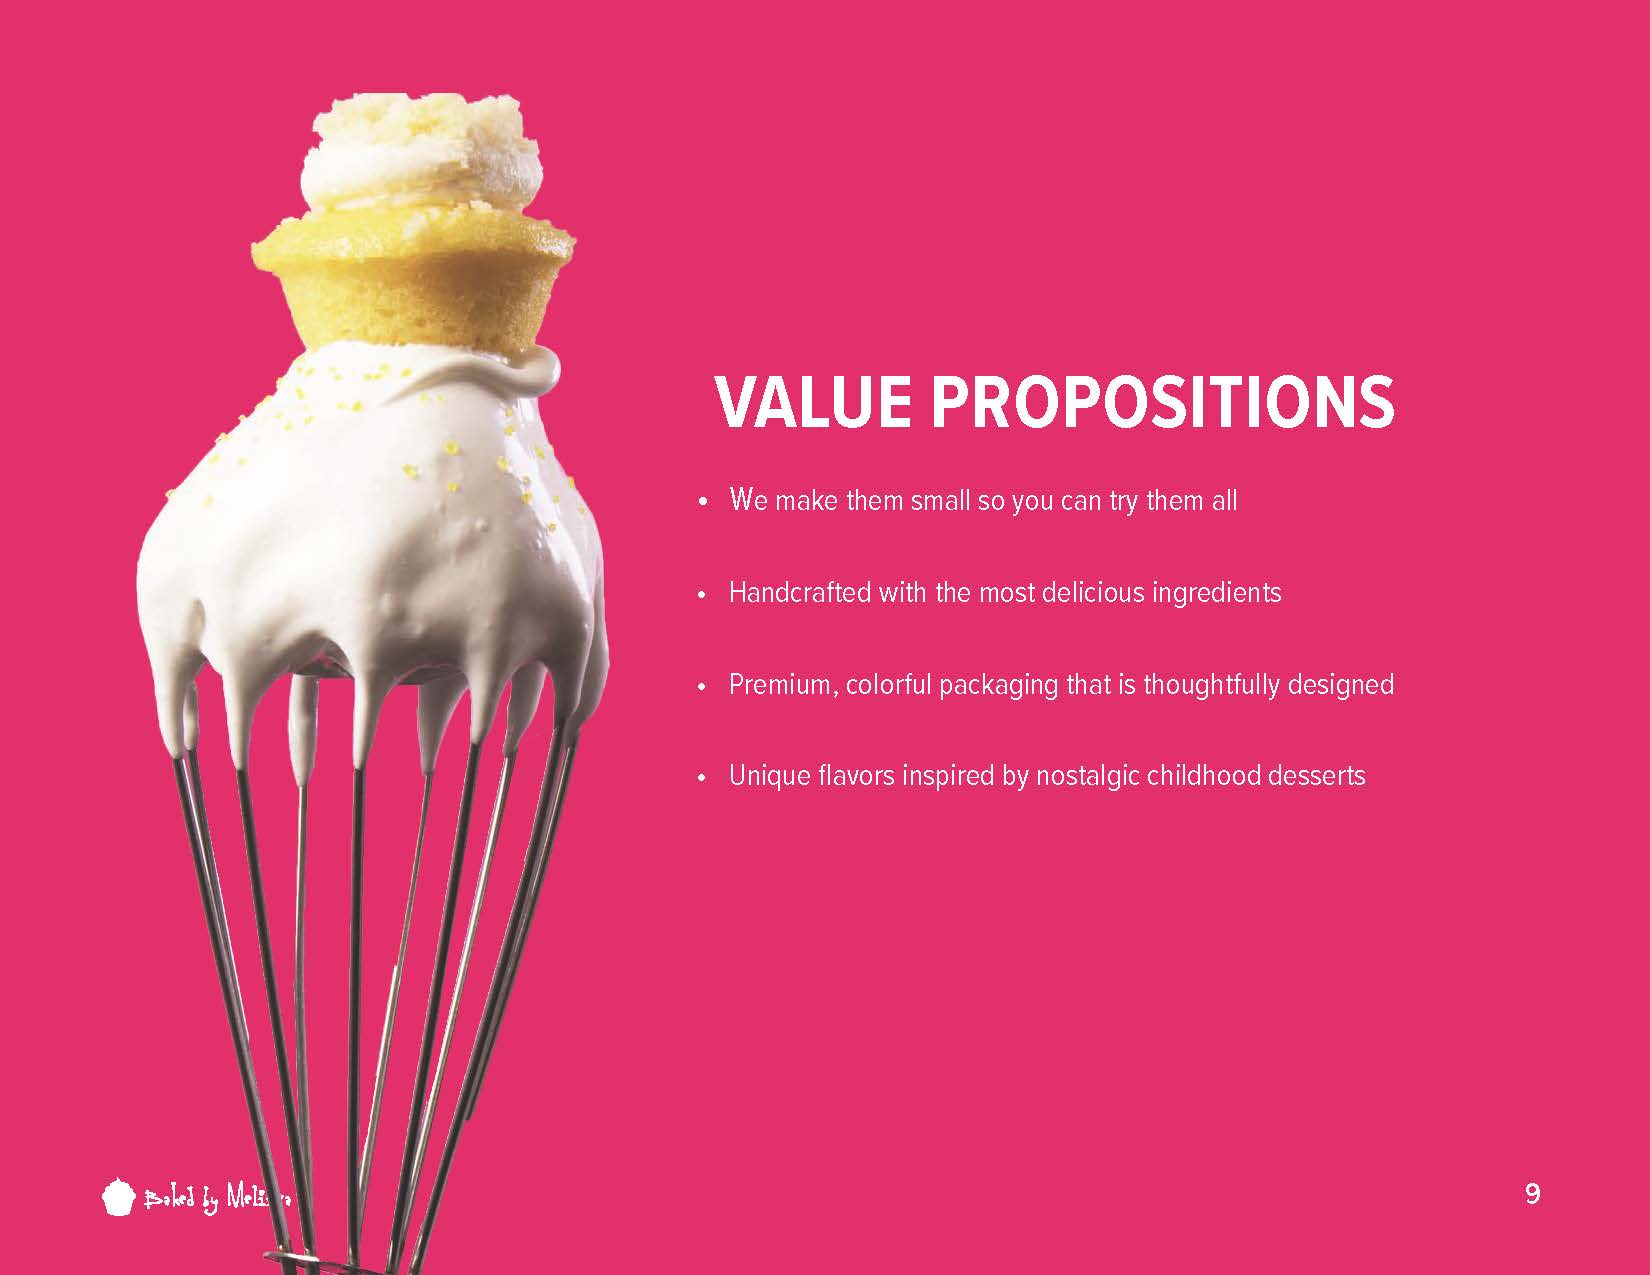 VALUE PROPOSITIONS
• We make them small so you can try them all
• Handcrafted with the most delicious ingredients
• Premium, colorful packaging that is thoughtfully designed
• Unique flavors inspired by nostalgic childhood desserts
Baked by Melissa
9